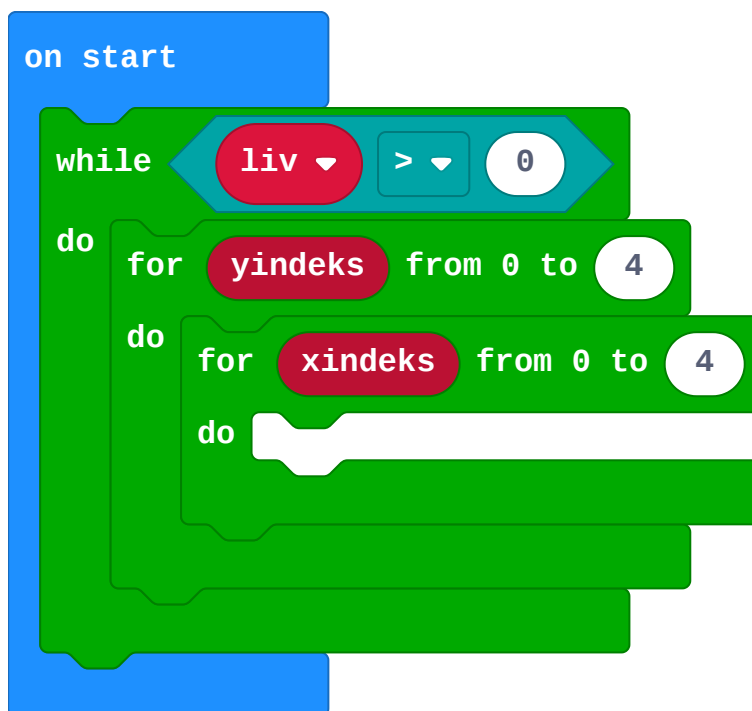 on start
while liv > 0
do
for yindeks from 0 to 4
do
for xindeks from 0 to 4
do